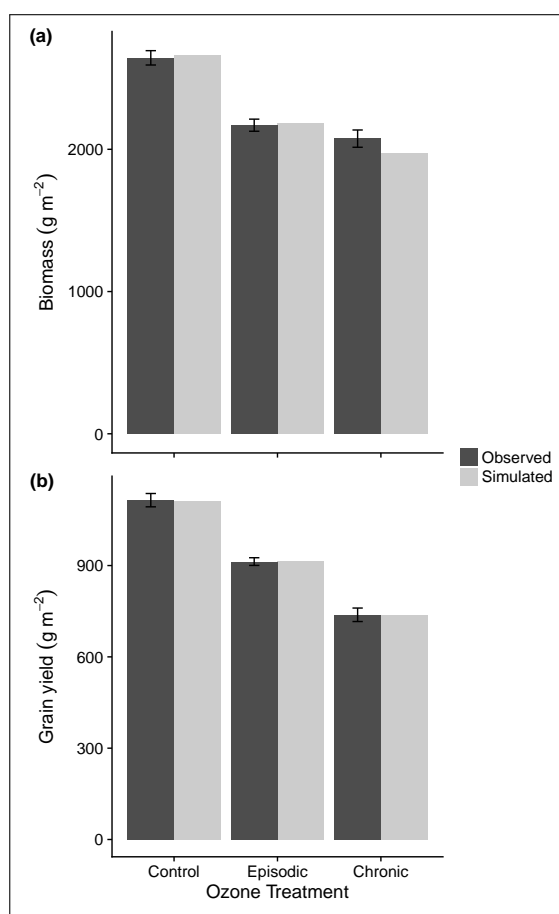 (a)
Biomass (g m⁻²)
2000
1000
0
Observed
Simulated
(b)
Grain yield (g m⁻²)
900
600
300
0
Control Episodic Chronic
Ozone Treatment